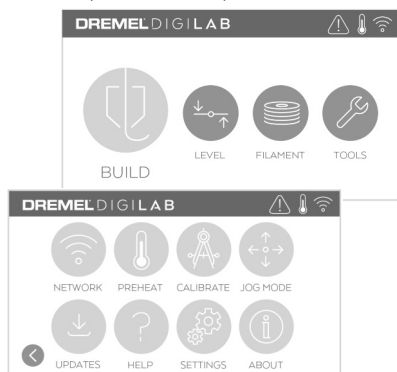 DREMEL DIGILAB
LEVEL FILAMENT TOOLS
BUILD
DREMEL DIGILAB
NETWORK PREHEAT CALIBRATE JOG MODE
UPDATES HELP SETTINGS ABOUT